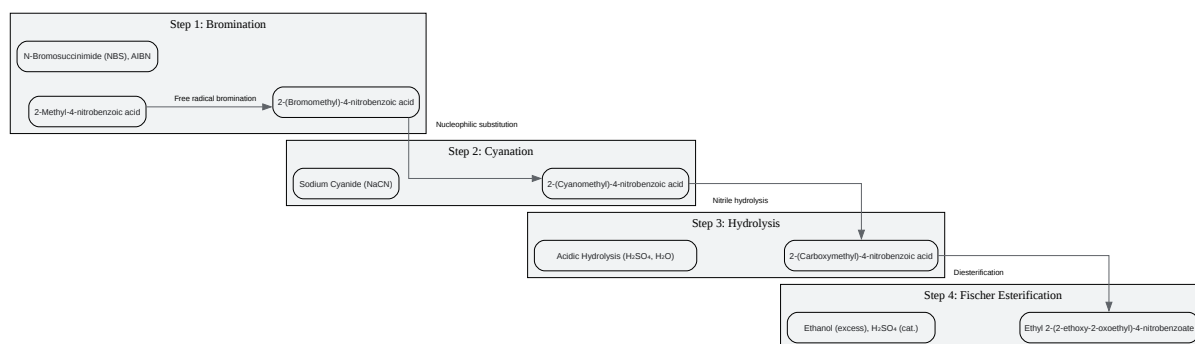 Step 1: Bromination
N-Bromosuccinimide (NBS), AIBN
2-Methyl-4-nitrobenzoic acid
Free radical bromination
2-(Bromomethyl)-4-nitrobenzoic acid
Nucleophilic substitution
Step 2: Cyanation
Sodium Cyanide (NaCN)
2-(Cyanomethyl)-4-nitrobenzoic acid
Nitrile hydrolysis
Step 3: Hydrolysis
Acidic Hydrolysis (H₂SO₄, H₂O)
2-(Carboxymethyl)-4-nitrobenzoic acid
Diesterification
Step 4: Fischer Esterification
Ethanol (excess), H₂SO₄ (cat.)
Ethyl 2-(2-ethoxy-2-oxoethyl)-4-nitrobenzoate